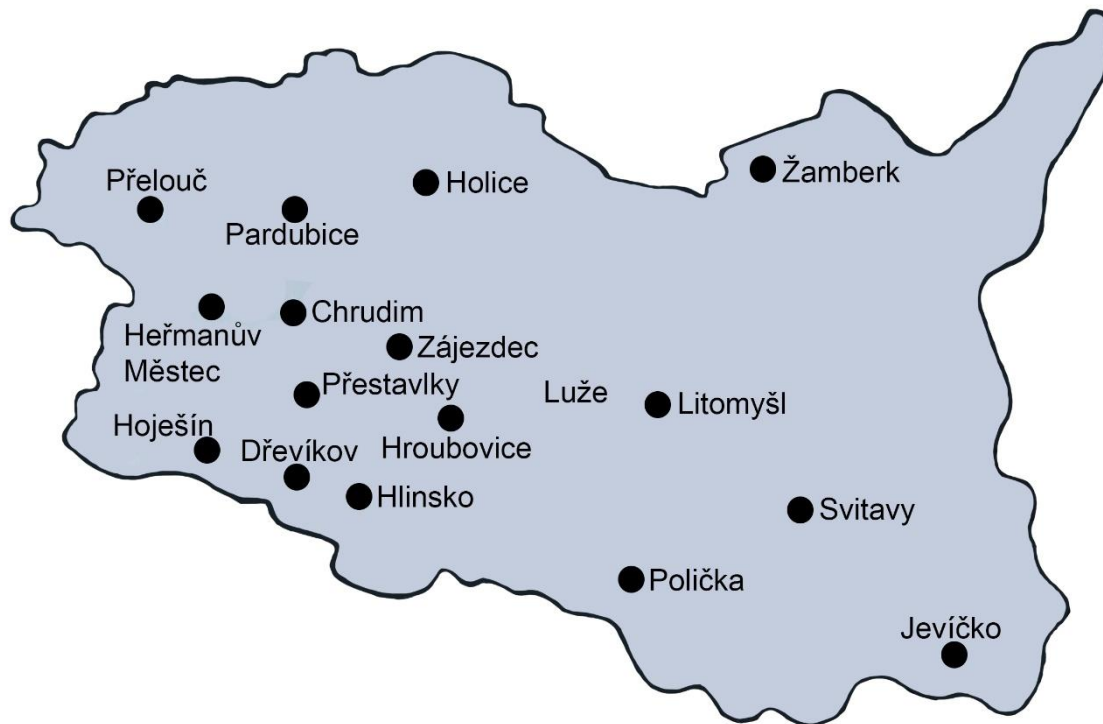 Přelouč
Holice
Žamberk
Pardubice
Chrudim
Heřmanův
Městec
Zájezdec
Přestavlky
Luže
Litomyšl
Hoješín
Dřevíkov
Hroubovice
Hlinsko
Svitavy
Polička
Jevíčko